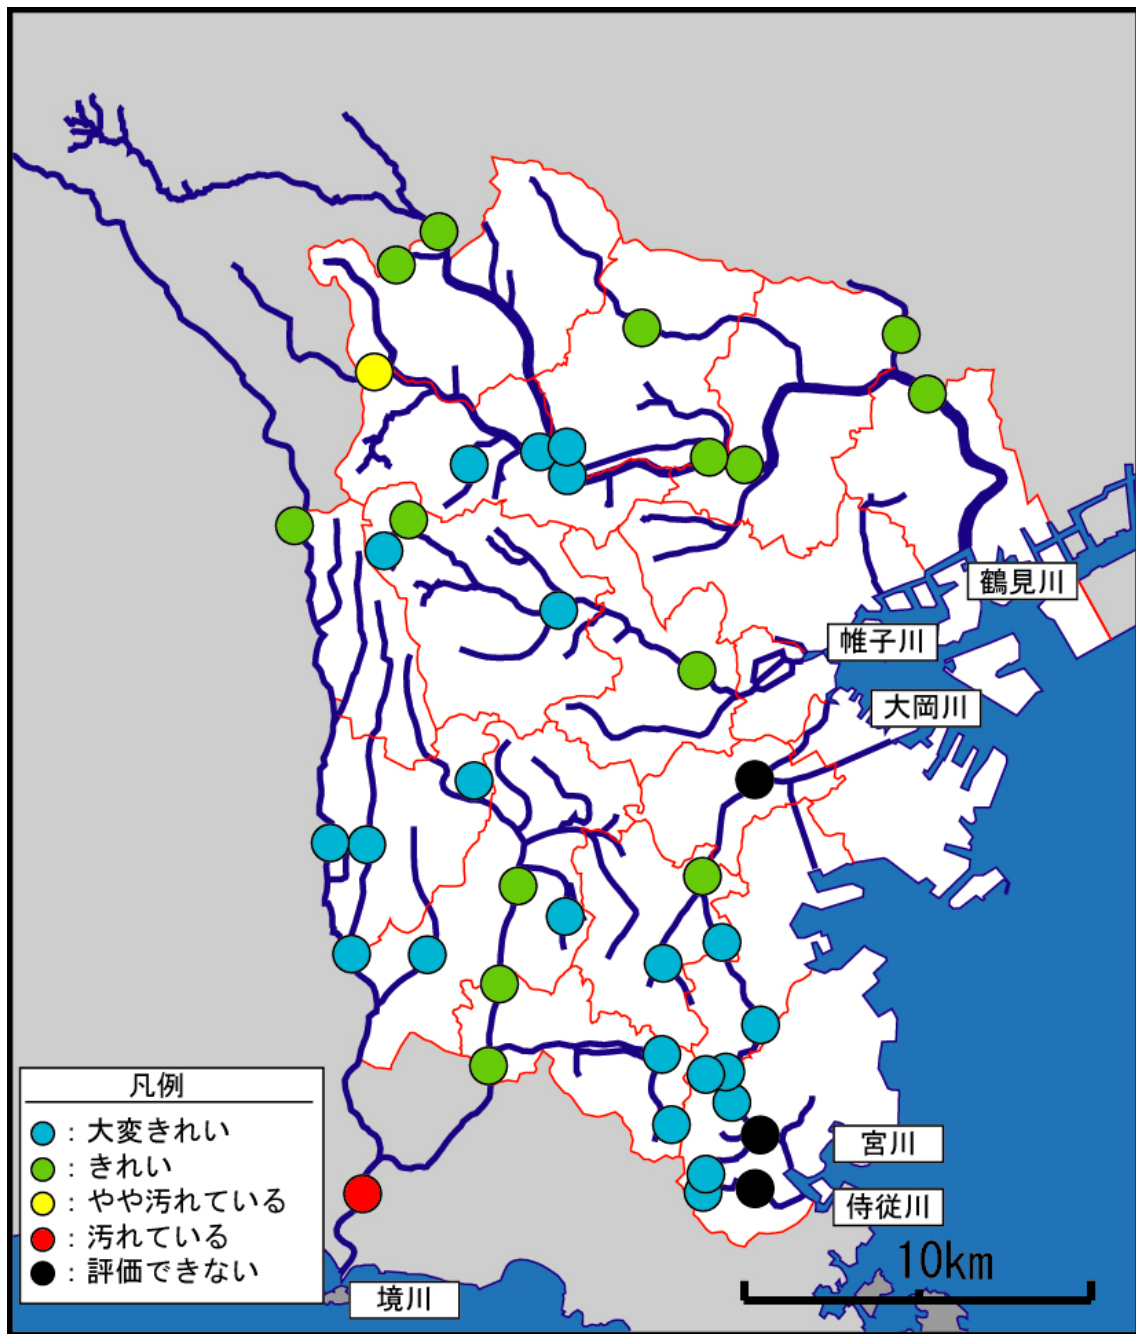 鶴見川
帷子川
大岡川
凡例
：大変きれい
：きれい
：やや汚れている
：汚れている
：評価できない
宮川
侍従川
10km
境川